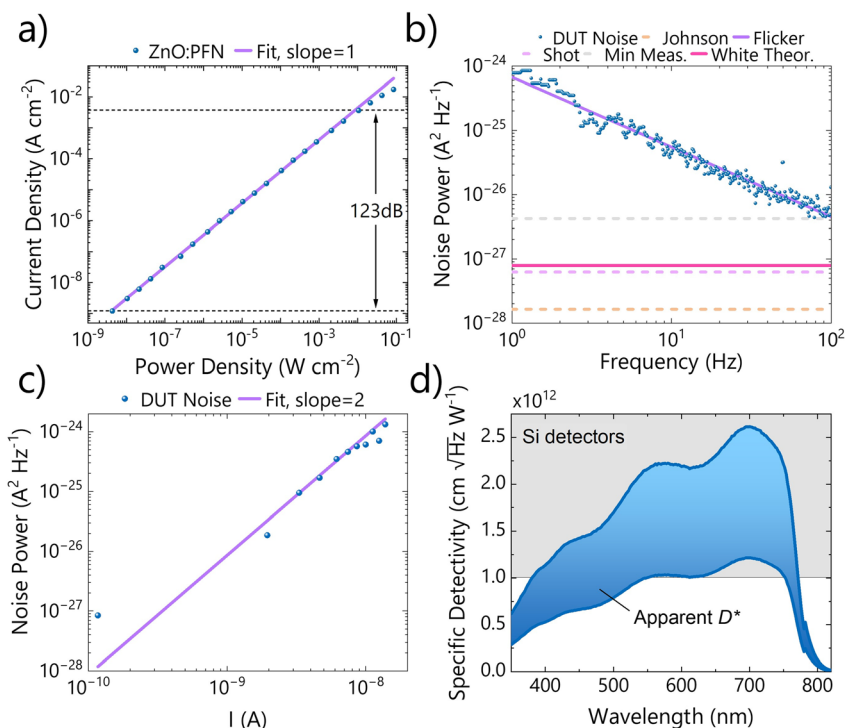 a)
ZnO:PFN Fit, slope=1
Current Density (A cm⁻²)
10⁻²
10⁻⁴
10⁻⁶
10⁻⁸
123dB
10⁻⁹ 10⁻⁷ 10⁻⁵ 10⁻³ 10⁻¹
Power Density (W cm⁻²)
b)
DUT Noise Johnson Flicker
Shot Min Meas. White Theor.
Noise Power (A² Hz⁻¹)
10⁻²⁴
10⁻²⁵
10⁻²⁶
10⁻²⁷
10⁻²⁸
10⁰ 10¹ 10²
Frequency (Hz)
c)
DUT Noise Fit, slope=2
Noise Power (A² Hz⁻¹)
10⁻²⁴
10⁻²⁵
10⁻²⁶
10⁻²⁷
10⁻²⁸
10⁻¹⁰ 10⁻⁹ 10⁻⁸
I (A)
d)
x10¹²
Specific Detectivity (cm √Hz W⁻¹)
2.5
2.0
1.5
1.0
0.5
0.0
Si detectors
Apparent D*
400 500 600 700 800
Wavelength (nm)